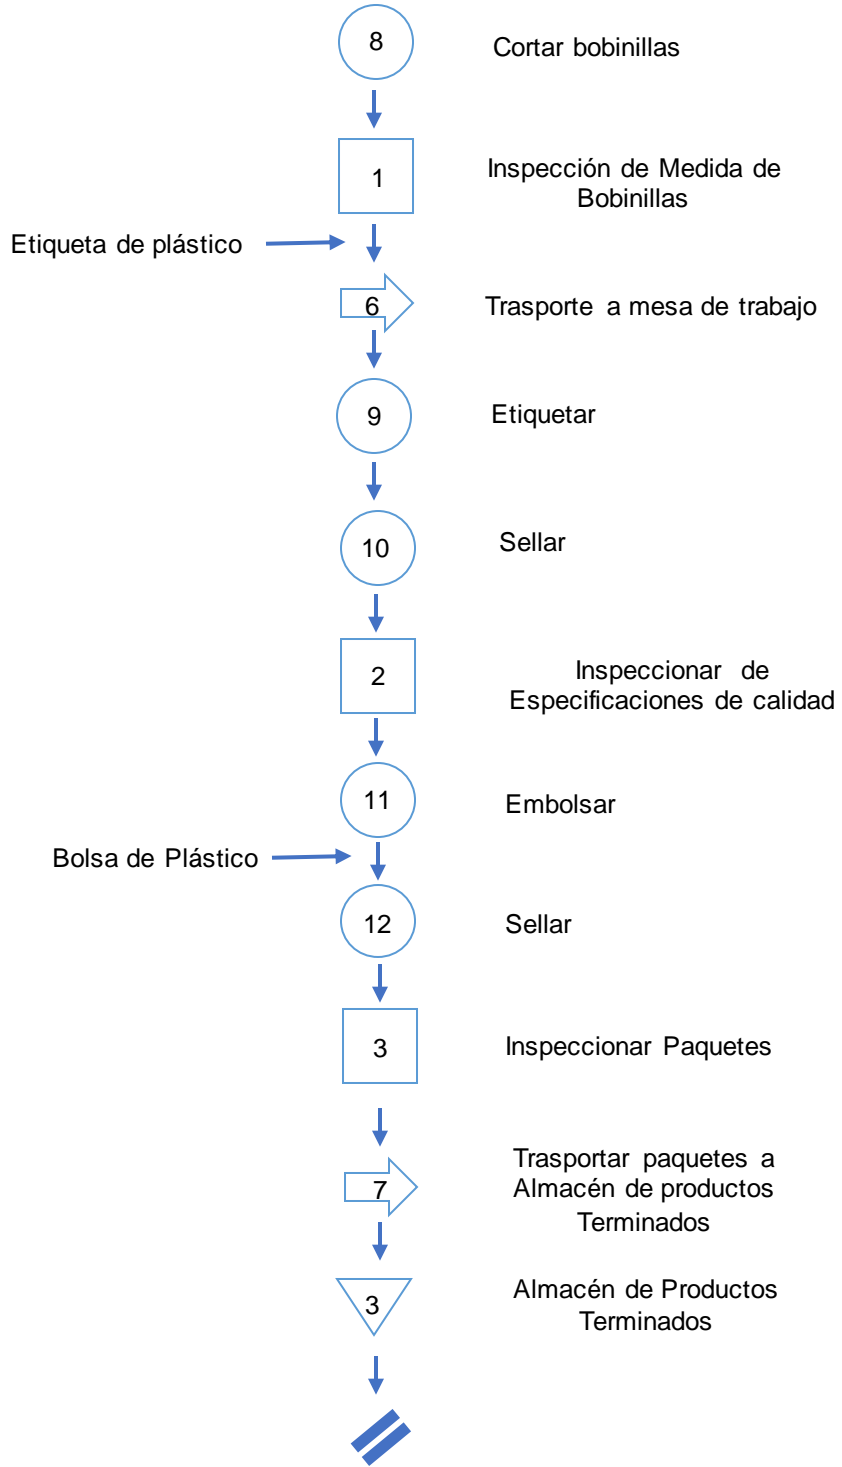 8
Cortar bobinillas
1
Inspección de Medida de
Bobinillas
Etiqueta de plástico
6
Trasporte a mesa de trabajo
9
Etiquetar
10
Sellar
2
Inspeccionar de
Especificaciones de calidad
11
Embolsar
Bolsa de Plástico
12
Sellar
3
Inspeccionar Paquetes
7
Trasportar paquetes a
Almacén de productos
Terminados
3
Almacén de Productos
Terminados